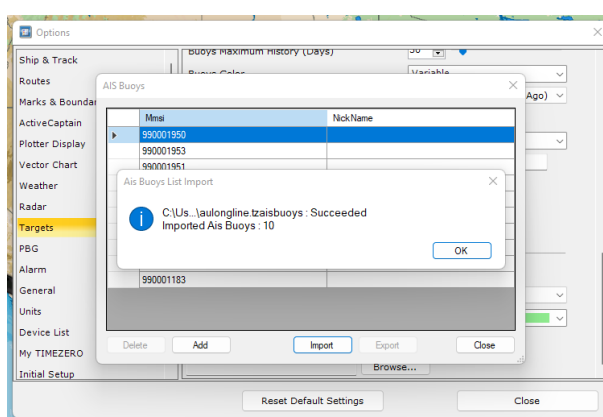 Options
Ship & Track
Routes
Marks & Boundar
ActiveCaptain
Plotter Display
Vector Chart
Weather
Radar
Targets
PBG
Alarm
General
Units
Device List
My TIMEZERO
Initial Setup
Buoys Maximum History (Days)
Buoys Color
Variable
Ago)
AIS Buoys
Mmsi NickName
990001950
990001953
990001951
Ais Buoys List Import
C:\Us...\aulongline.tzaisbuoys : Succeeded
Imported Ais Buoys : 10
OK
990001183
Delete Add Import Export Close
Browse...
Reset Default Settings Close